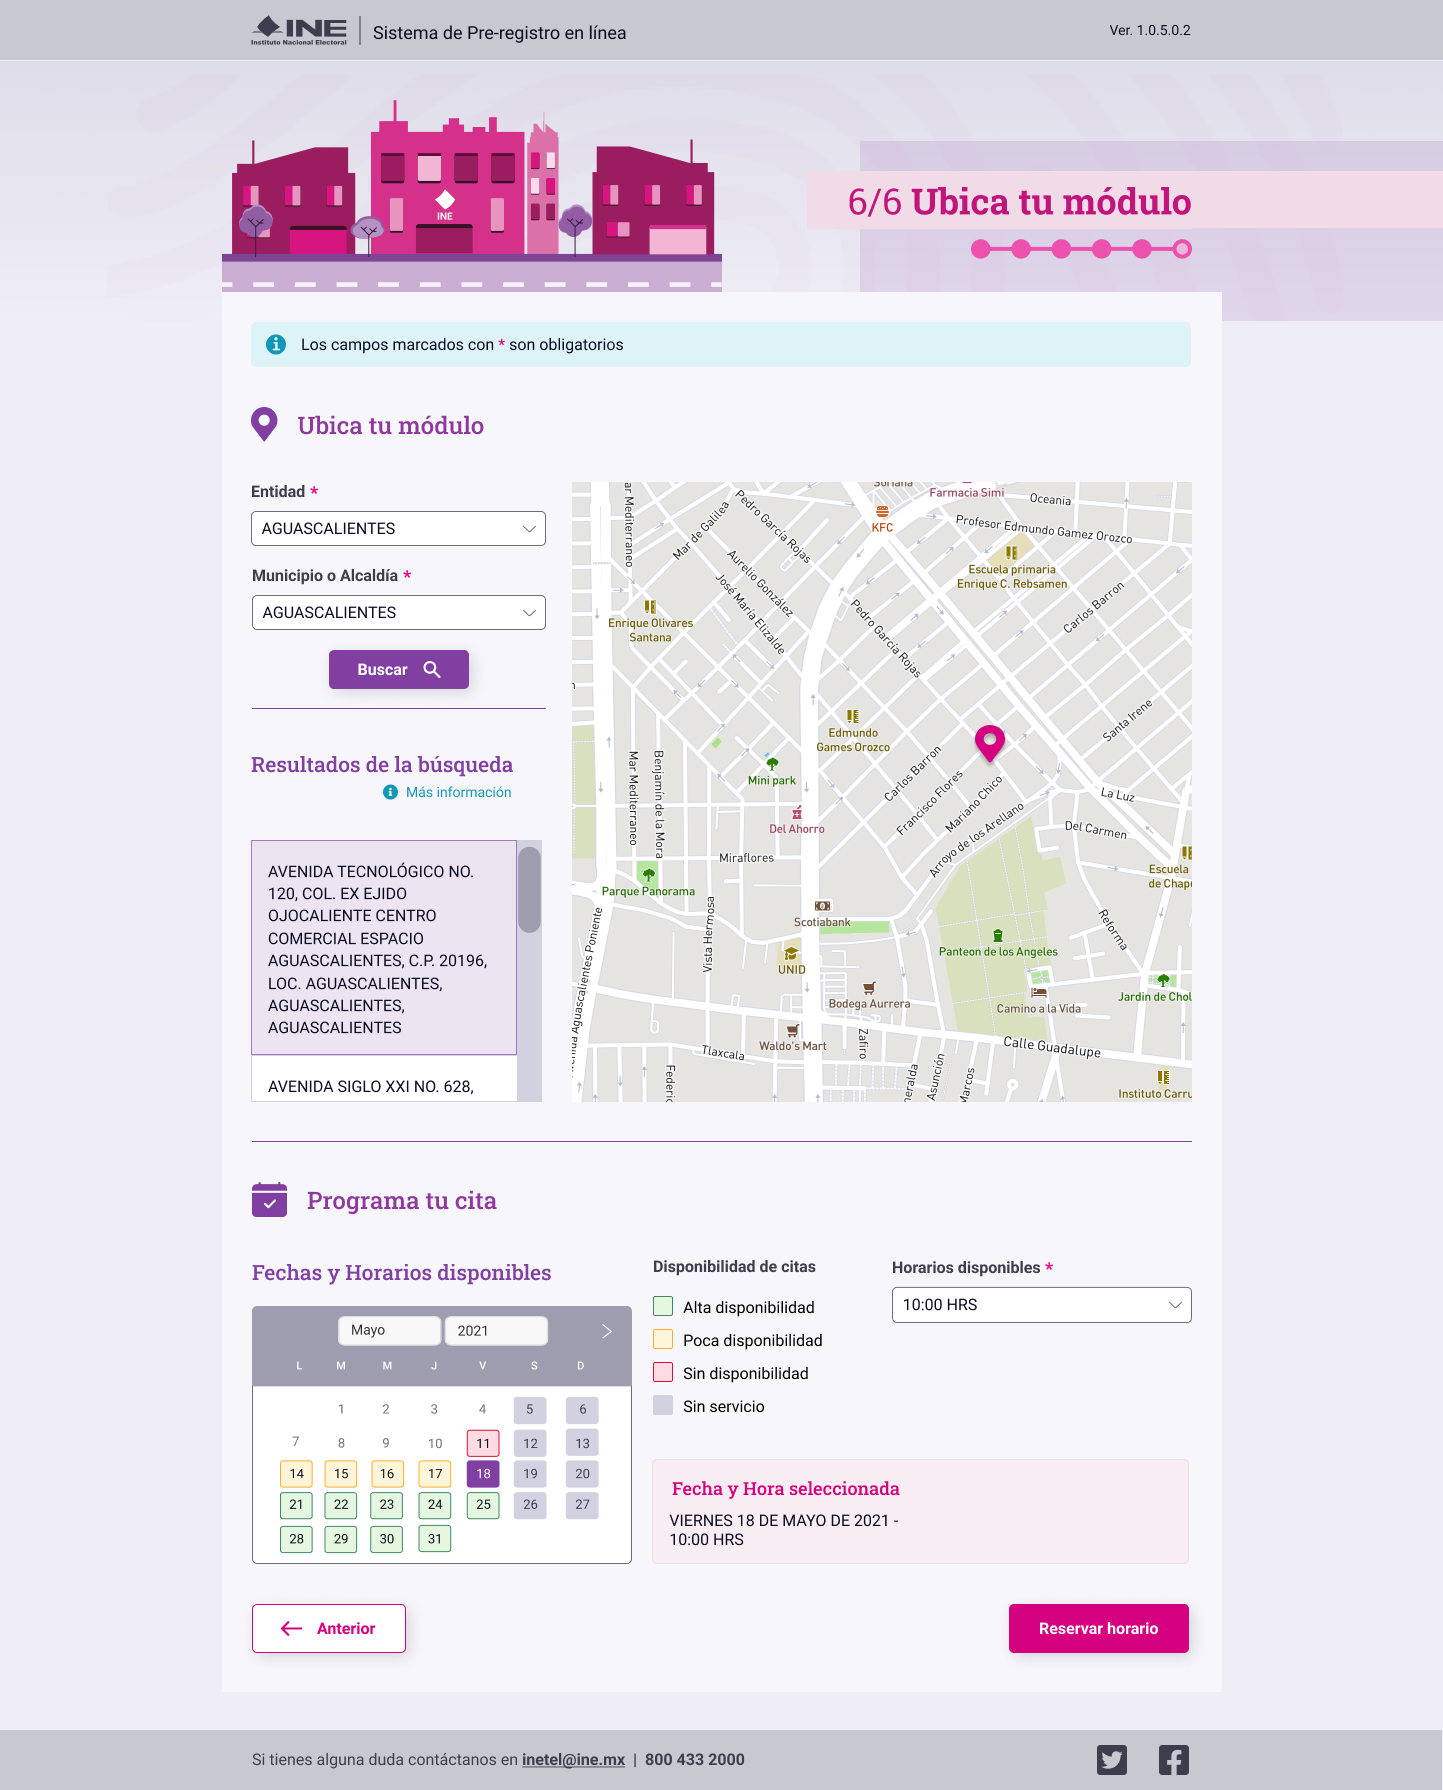 INE
Instituto Nacional Electoral
Sistema de Pre-registro en línea
Ver. 1.0.5.0.2
INE
6/6 Ubica tu módulo
Los campos marcados con * son obligatorios
Ubica tu módulo
Entidad *
AGUASCALIENTES
Municipio o Alcaldía *
AGUASCALIENTES
Buscar
Resultados de la búsqueda
Más información
AVENIDA TECNOLÓGICO NO.
120, COL. EX EJIDO
OJOCALIENTE CENTRO
COMERCIAL ESPACIO
AGUASCALIENTES, C.P. 20196,
LOC. AGUASCALIENTES,
AGUASCALIENTES,
AGUASCALIENTES
AVENIDA SIGLO XXI NO. 628,
ar Mediterraneo
Mar de Galilea
Pedro García Rojas
Soriana
Farmacia Simi
Oceania
KFC
Profesor Edmundo Gamez Orozco
Escuela primaria
Enrique C. Rebsamen
Aurelio González
José María Elizalde
Enrique Olivares
Santana
Pedro García Rojas
Carlos Barron
Edmundo
Games Orozco
Santa Irene
Mar Mediterraneo
Benjamin de la Mora
Mini park
Carlos Barron
Francisco Flores
Mariano Chico
Arroyo de los Arellano
La Luz
Del Carmen
Del Ahorro
Miraflores
Escuela
de Chapu
Parque Panorama
Scotiabank
Vista Hermosa
Reforma
Panteon de los Angeles
UNID
Bodega Aurrera
Camino a la Vida
Jardin de Chol
Avenida Aguascalientes Poniente
Waldo's Mart
Zafiro
Calle Guadalupe
Tlaxcala
Federic
neralda
Asunción
Marcos
Instituto Carru
Programa tu cita
Fechas y Horarios disponibles
Mayo
2021
L M M J V S D
1 2 3 4 5 6
7 8 9 10 11 12 13
14 15 16 17 18 19 20
21 22 23 24 25 26 27
28 29 30 31
Disponibilidad de citas
Alta disponibilidad
Poca disponibilidad
Sin disponibilidad
Sin servicio
Horarios disponibles *
10:00 HRS
Fecha y Hora seleccionada
VIERNES 18 DE MAYO DE 2021 -
10:00 HRS
Anterior
Reservar horario
Si tienes alguna duda contáctanos en inetel@ine.mx | 800 433 2000